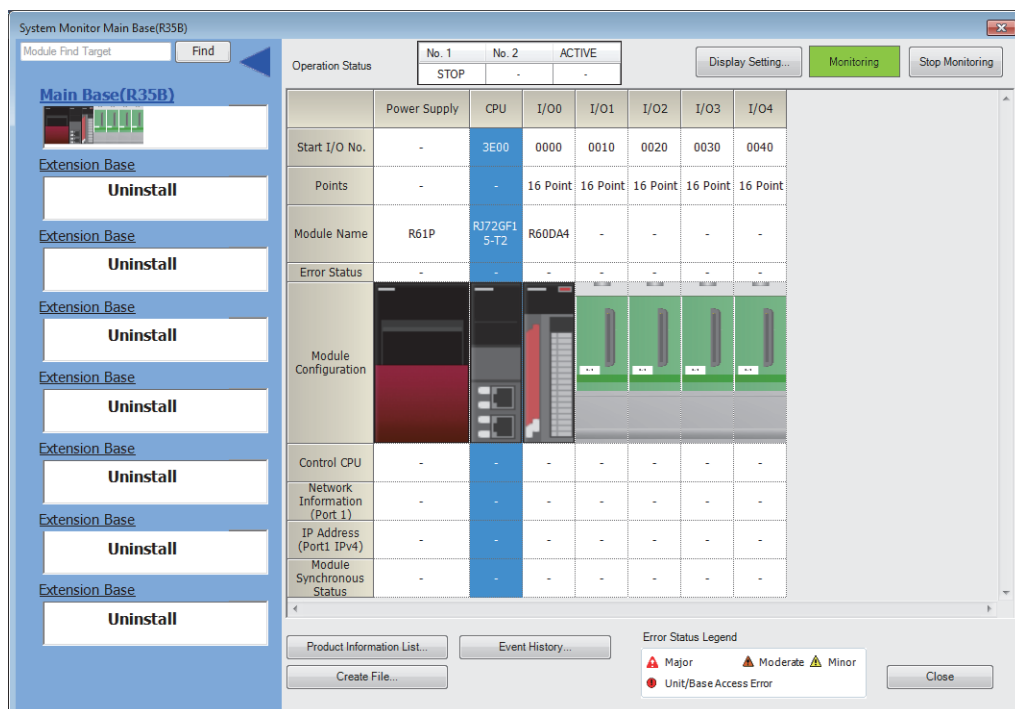 System Monitor Main Base(R35B)
Module Find Target Find
Operation Status
No. 1 No. 2 ACTIVE
STOP - -
Display Setting... Monitoring Stop Monitoring
Main Base(R35B)
Extension Base
Uninstall
Extension Base
Uninstall
Extension Base
Uninstall
Extension Base
Uninstall
Extension Base
Uninstall
Extension Base
Uninstall
Extension Base
Uninstall
Power Supply CPU I/O0 I/O1 I/O2 I/O3 I/O4
Start I/O No. - 3E00 0000 0010 0020 0030 0040
Points - - 16 Point 16 Point 16 Point 16 Point 16 Point
Module Name R61P RJ72GF1
5-T2 R60DA4 - - - -
Error Status - - - - - - -
Module
Configuration
Control CPU - - - - - - -
Network
Information
(Port 1) - - - - - - -
IP Address
(Port1 IPv4) - - - - - - -
Module
Synchronous
Status - - - - - - -
Product Information List... Event History...
Create File...
Error Status Legend
Major Moderate Minor
Unit/Base Access Error
Close